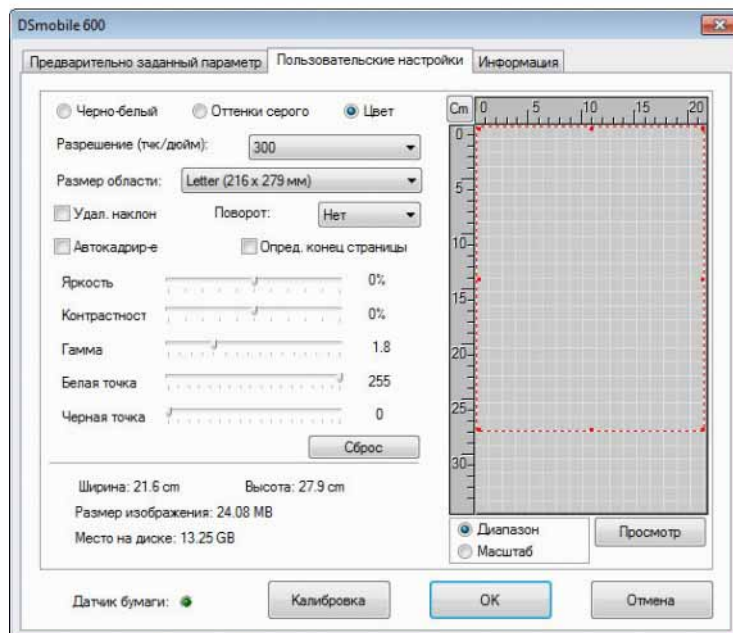 DSmobile 600
Предварительно заданный параметр Пользовательские настройки Информация
Черно-белый Оттенки серого Цвет
Разрешение (тчк/дюйм): 300
Размер области: Letter (216 x 279 мм)
Удал. наклон Поворот: Нет
Автокадрир-е Опред. конец страницы
Яркость 0%
Контрастност 0%
Гамма 1.8
Белая точка 255
Черная точка 0
Сброс
Ширина: 21.6 cm Высота: 27.9 cm
Размер изображения: 24.08 MB
Место на диске: 13.25 GB
Cm 0 5 10 15 20
0
5
10
15
20
25
30
Диапазон Просмотр
Масштаб
Датчик бумаги: Калибровка OK Отмена